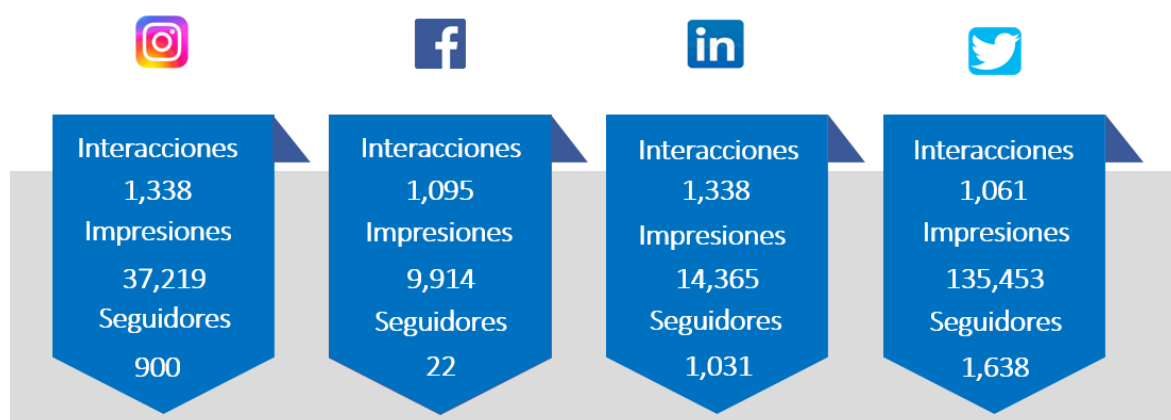 in
Interacciones
1,338
Impresiones
37,219
Seguidores
900
Interacciones
1,095
Impresiones
9,914
Seguidores
22
Interacciones
1,338
Impresiones
14,365
Seguidores
1,031
Interacciones
1,061
Impresiones
135,453
Seguidores
1,638